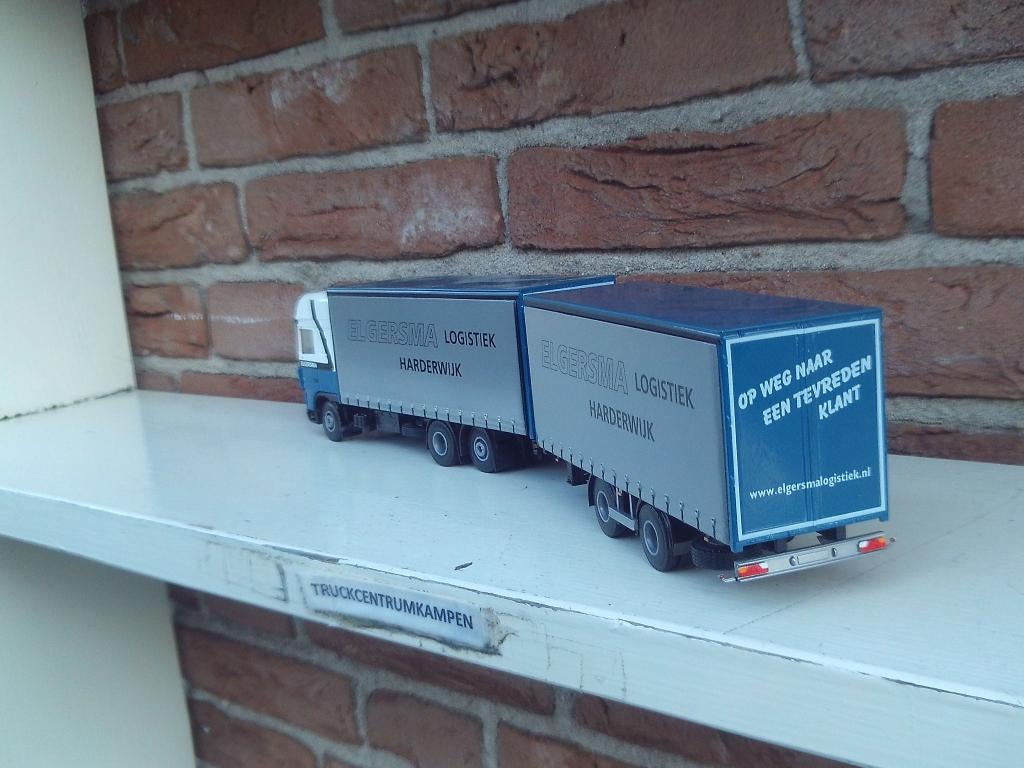 ELGERSMA LOGISTIEK
HARDERWIJK
ELGERSMA LOGISTIEK
HARDERWIJK
OP WEG NAAR
EEN TEVREDEN
KLANT
www.elgersmalogistiek.nl
TRUCKCENTRUMKAMPEN